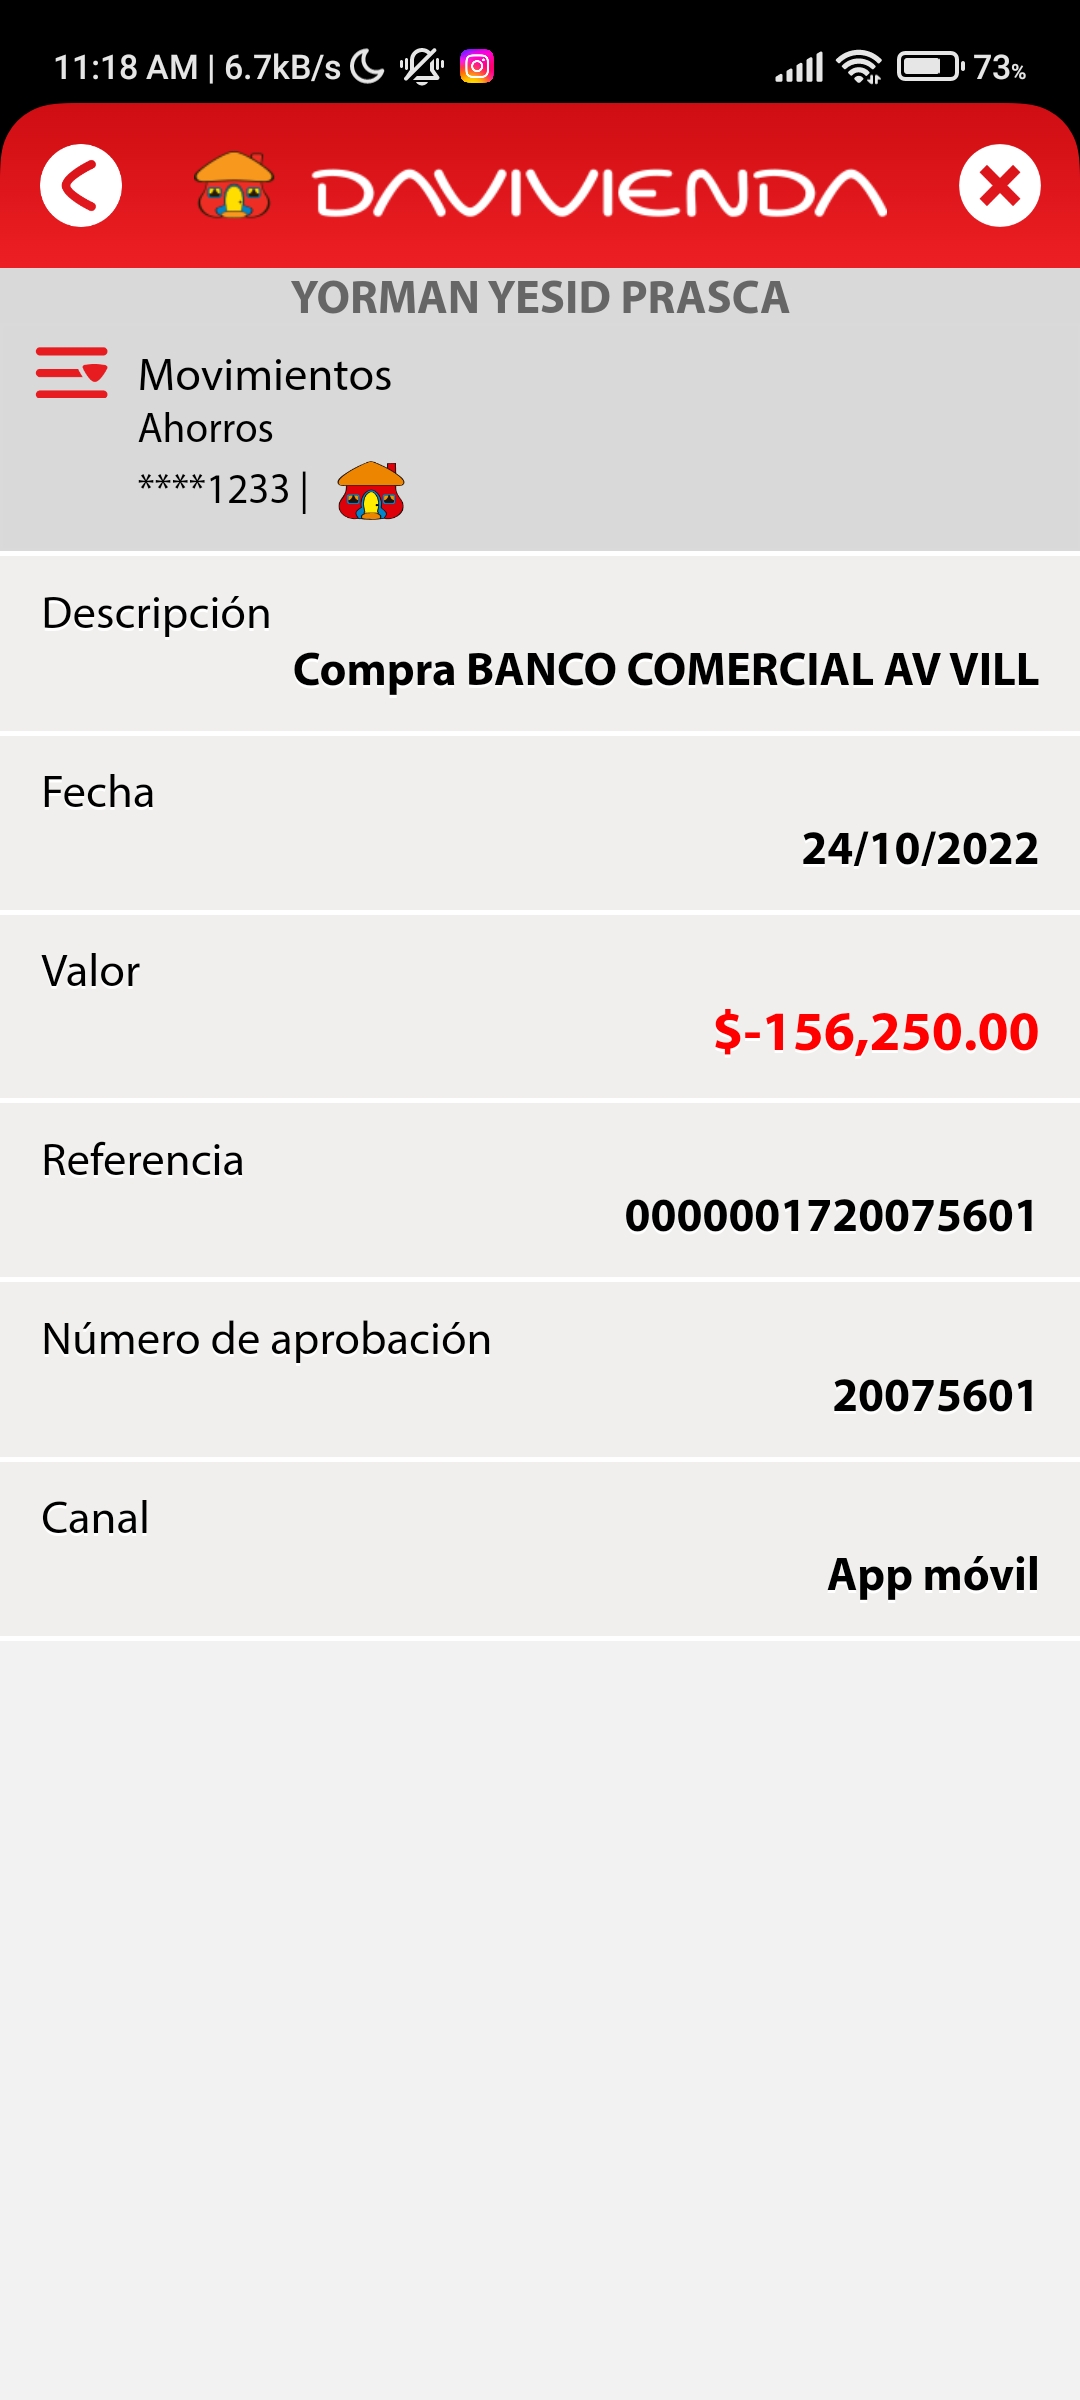 11:18 AM | 6.7kB/s 73%
DAVIVIENDA
YORMAN YESID PRASCA
Movimientos
Ahorros
****1233 |
Descripción
Compra BANCO COMERCIAL AV VILL
Fecha
24/10/2022
Valor
$-156,250.00
Referencia
0000001720075601
Número de aprobación
20075601
Canal
App móvil